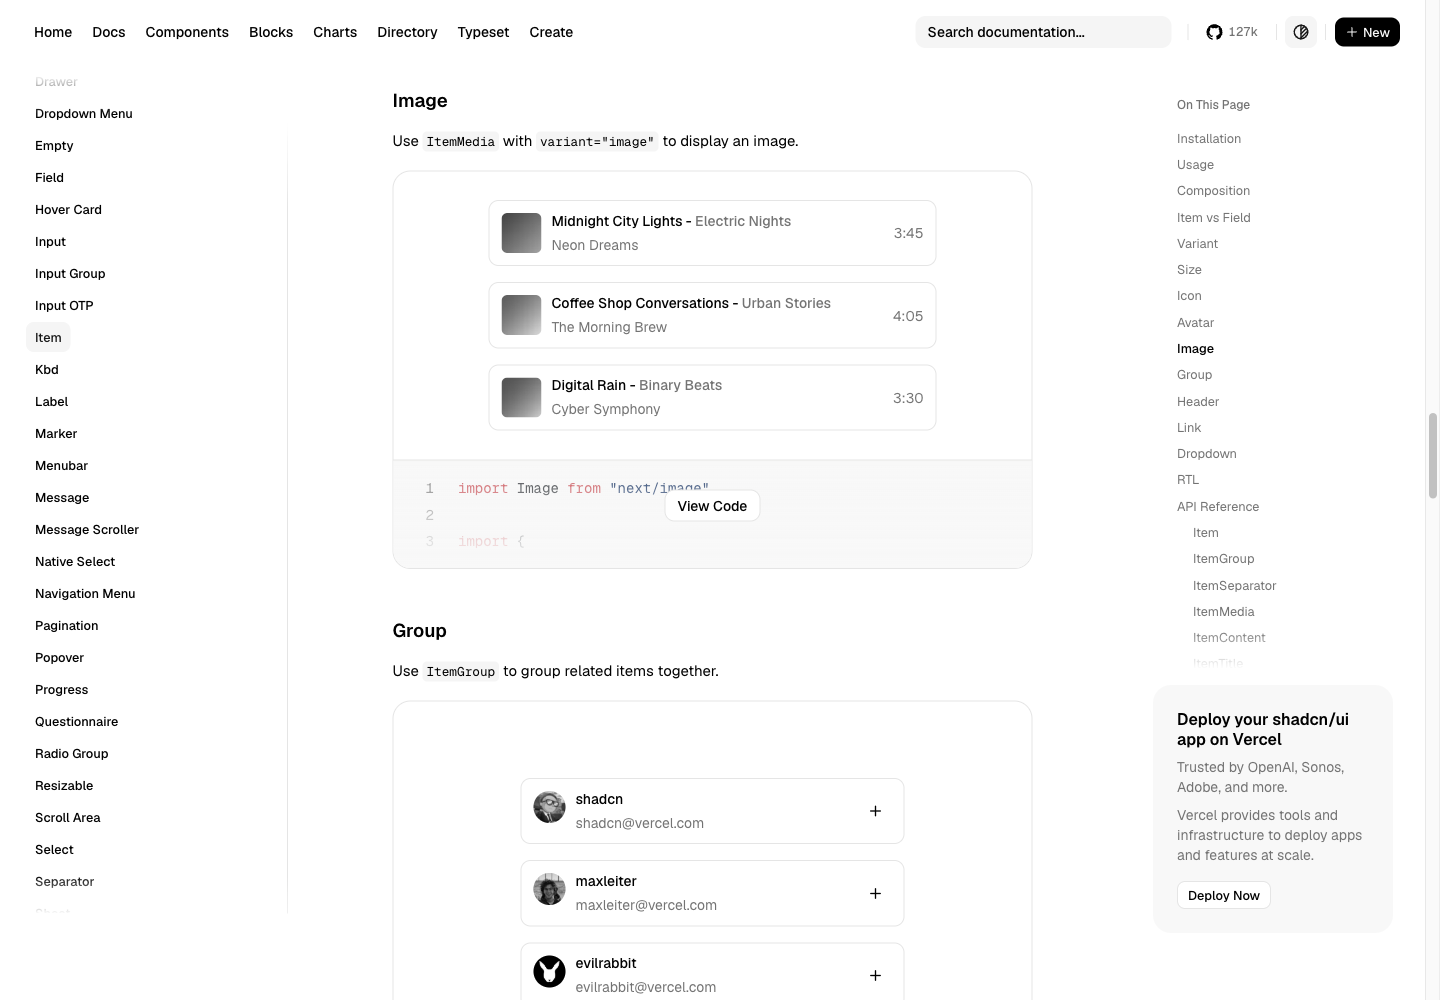 Home Docs Components Blocks Charts Directory Typeset Create
Search documentation...
127k
New
Drawer
Dropdown Menu
Empty
Field
Hover Card
Input
Input Group
Input OTP
Item
Kbd
Label
Marker
Menubar
Message
Message Scroller
Native Select
Navigation Menu
Pagination
Popover
Progress
Questionnaire
Radio Group
Resizable
Scroll Area
Select
Separator
Sheet
Image
Use ItemMedia with variant="image" to display an image.
Midnight City Lights - Electric Nights
Neon Dreams
3:45
Coffee Shop Conversations - Urban Stories
The Morning Brew
4:05
Digital Rain - Binary Beats
Cyber Symphony
3:30
1 import Image from "next/image"
2
3 import {
View Code
Group
Use ItemGroup to group related items together.
shadcn
shadcn@vercel.com
maxleiter
maxleiter@vercel.com
evilrabbit
evilrabbit@vercel.com
On This Page
Installation
Usage
Composition
Item vs Field
Variant
Size
Icon
Avatar
Image
Group
Header
Link
Dropdown
RTL
API Reference
Item
ItemGroup
ItemSeparator
ItemMedia
ItemContent
ItemTitle
Deploy your shadcn/ui
app on Vercel
Trusted by OpenAI, Sonos,
Adobe, and more.
Vercel provides tools and
infrastructure to deploy apps
and features at scale.
Deploy Now